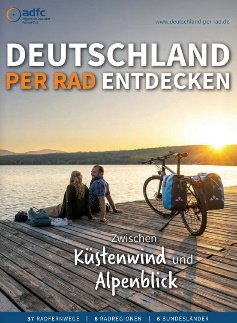 adfc
www.deutschland-per-rad.de
DEUTSCHLAND
PER RAD ENTDECKEN
Zwischen
Küstenwind und
Alpenblick
37 RADFERNWEGE | 6 RADREGIONEN | 6 BUNDESLÄNDER